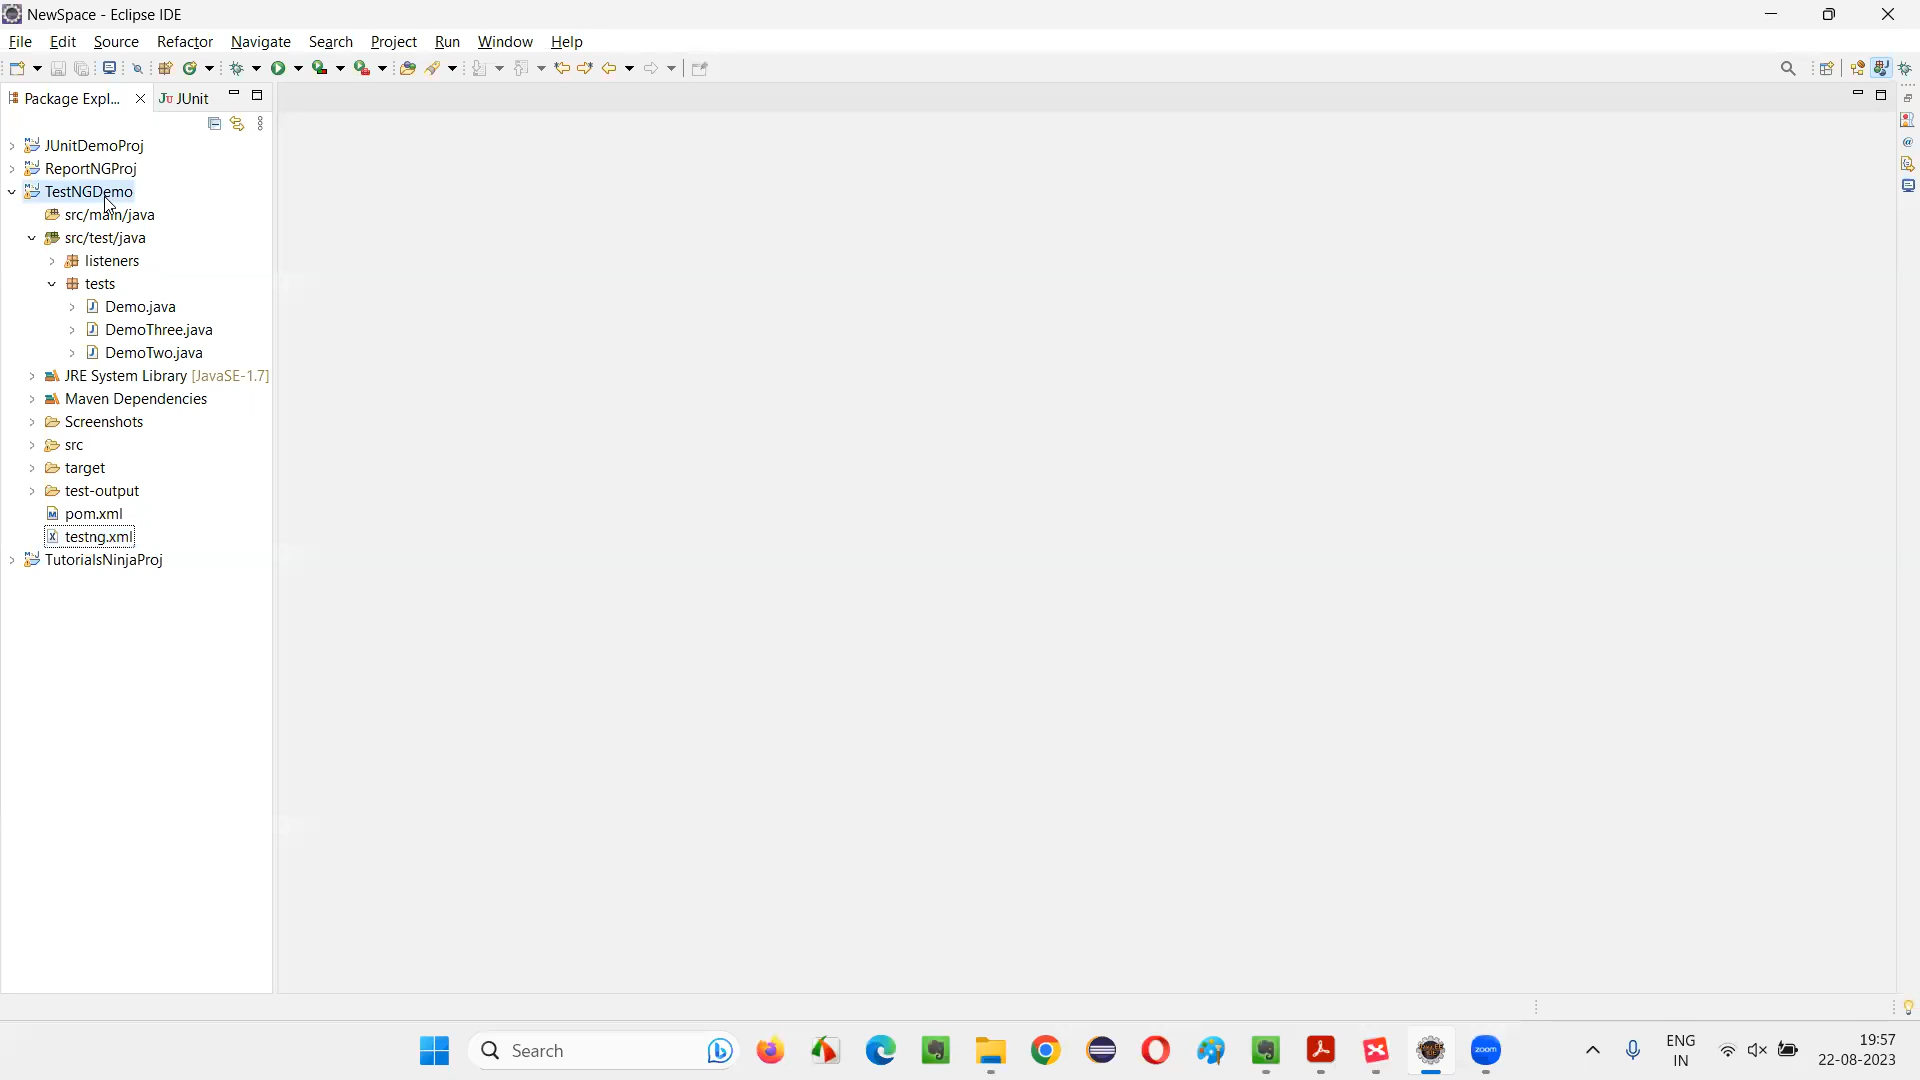 NewSpace - Eclipse IDE
File Edit Source Refactor Navigate Search Project Run Window Help
Package Expl... JUnit
JUnitDemoProj
ReportNGProj
TestNGDemo
src/main/java
src/test/java
listeners
tests
Demo.java
DemoThree.java
DemoTwo.java
JRE System Library [JavaSE-1.7]
Maven Dependencies
Screenshots
src
target
test-output
pom.xml
testng.xml
TutorialsNinjaProj
Search
zoom
ENG
IN
19:57
22-08-2023